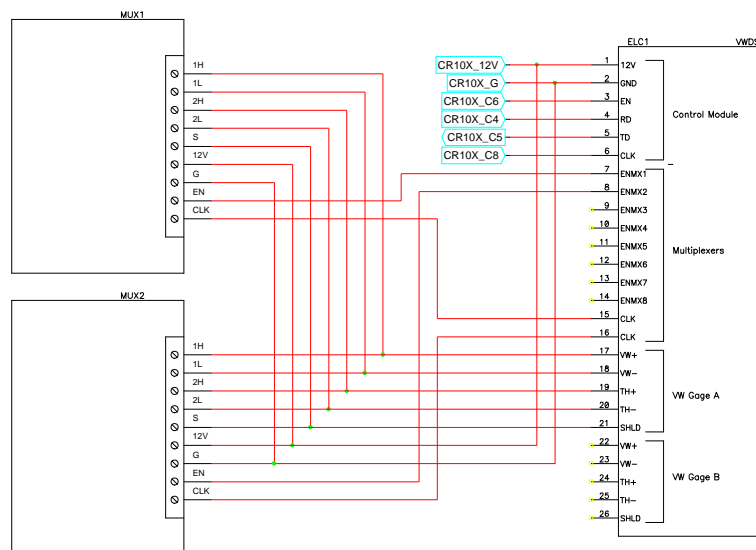 MUX1
1H
1L
2H
2L
S
12V
G
EN
CLK
MUX2
1H
1L
2H
2L
S
12V
G
EN
CLK
CR10X_12V
CR10X_G
CR10X_C6
CR10X_C4
CR10X_C5
CR10X_C8
ELC1
1 12V
2 GND
3 EN
4 RD
5 TD
6 CLK
7 ENMX1
8 ENMX2
9 ENMX3
10 ENMX4
11 ENMX5
12 ENMX6
13 ENMX7
14 ENMX8
15 CLK
16 CLK
17 VW+
18 VW-
19 TH+
20 TH-
21 SHLD
22 VW+
23 VW-
24 TH+
25 TH-
26 SHLD
Control Module
Multiplexers
VW Gage A
VW Gage B